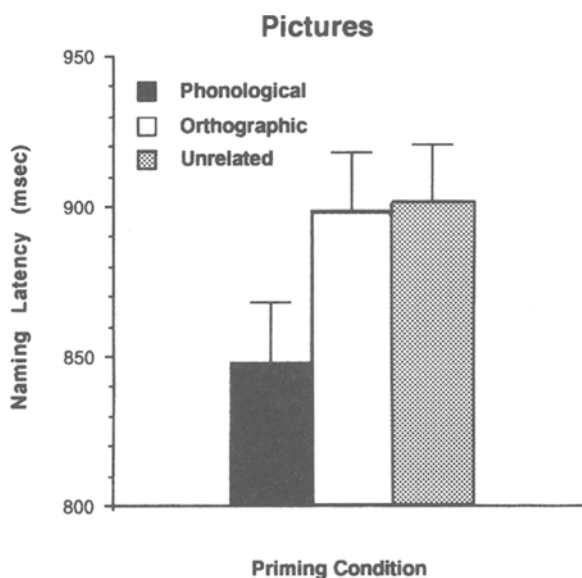 Pictures
950
900
850
800
Naming Latency (msec)
Phonological
Orthographic
Unrelated
Priming Condition